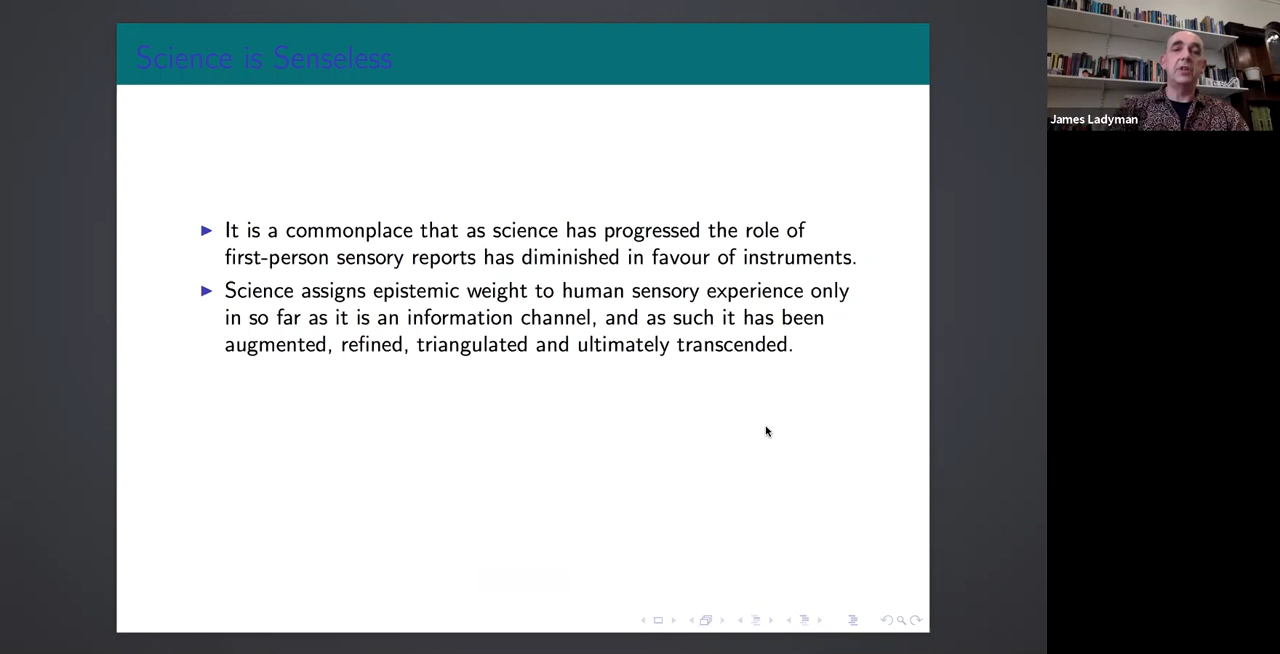 Science is Senseless
It is a commonplace that as science has progressed the role of
first-person sensory reports has diminished in favour of instruments.
Science assigns epistemic weight to human sensory experience only
in so far as it is an information channel, and as such it has been
augmented, refined, triangulated and ultimately transcended.
James Ladyman